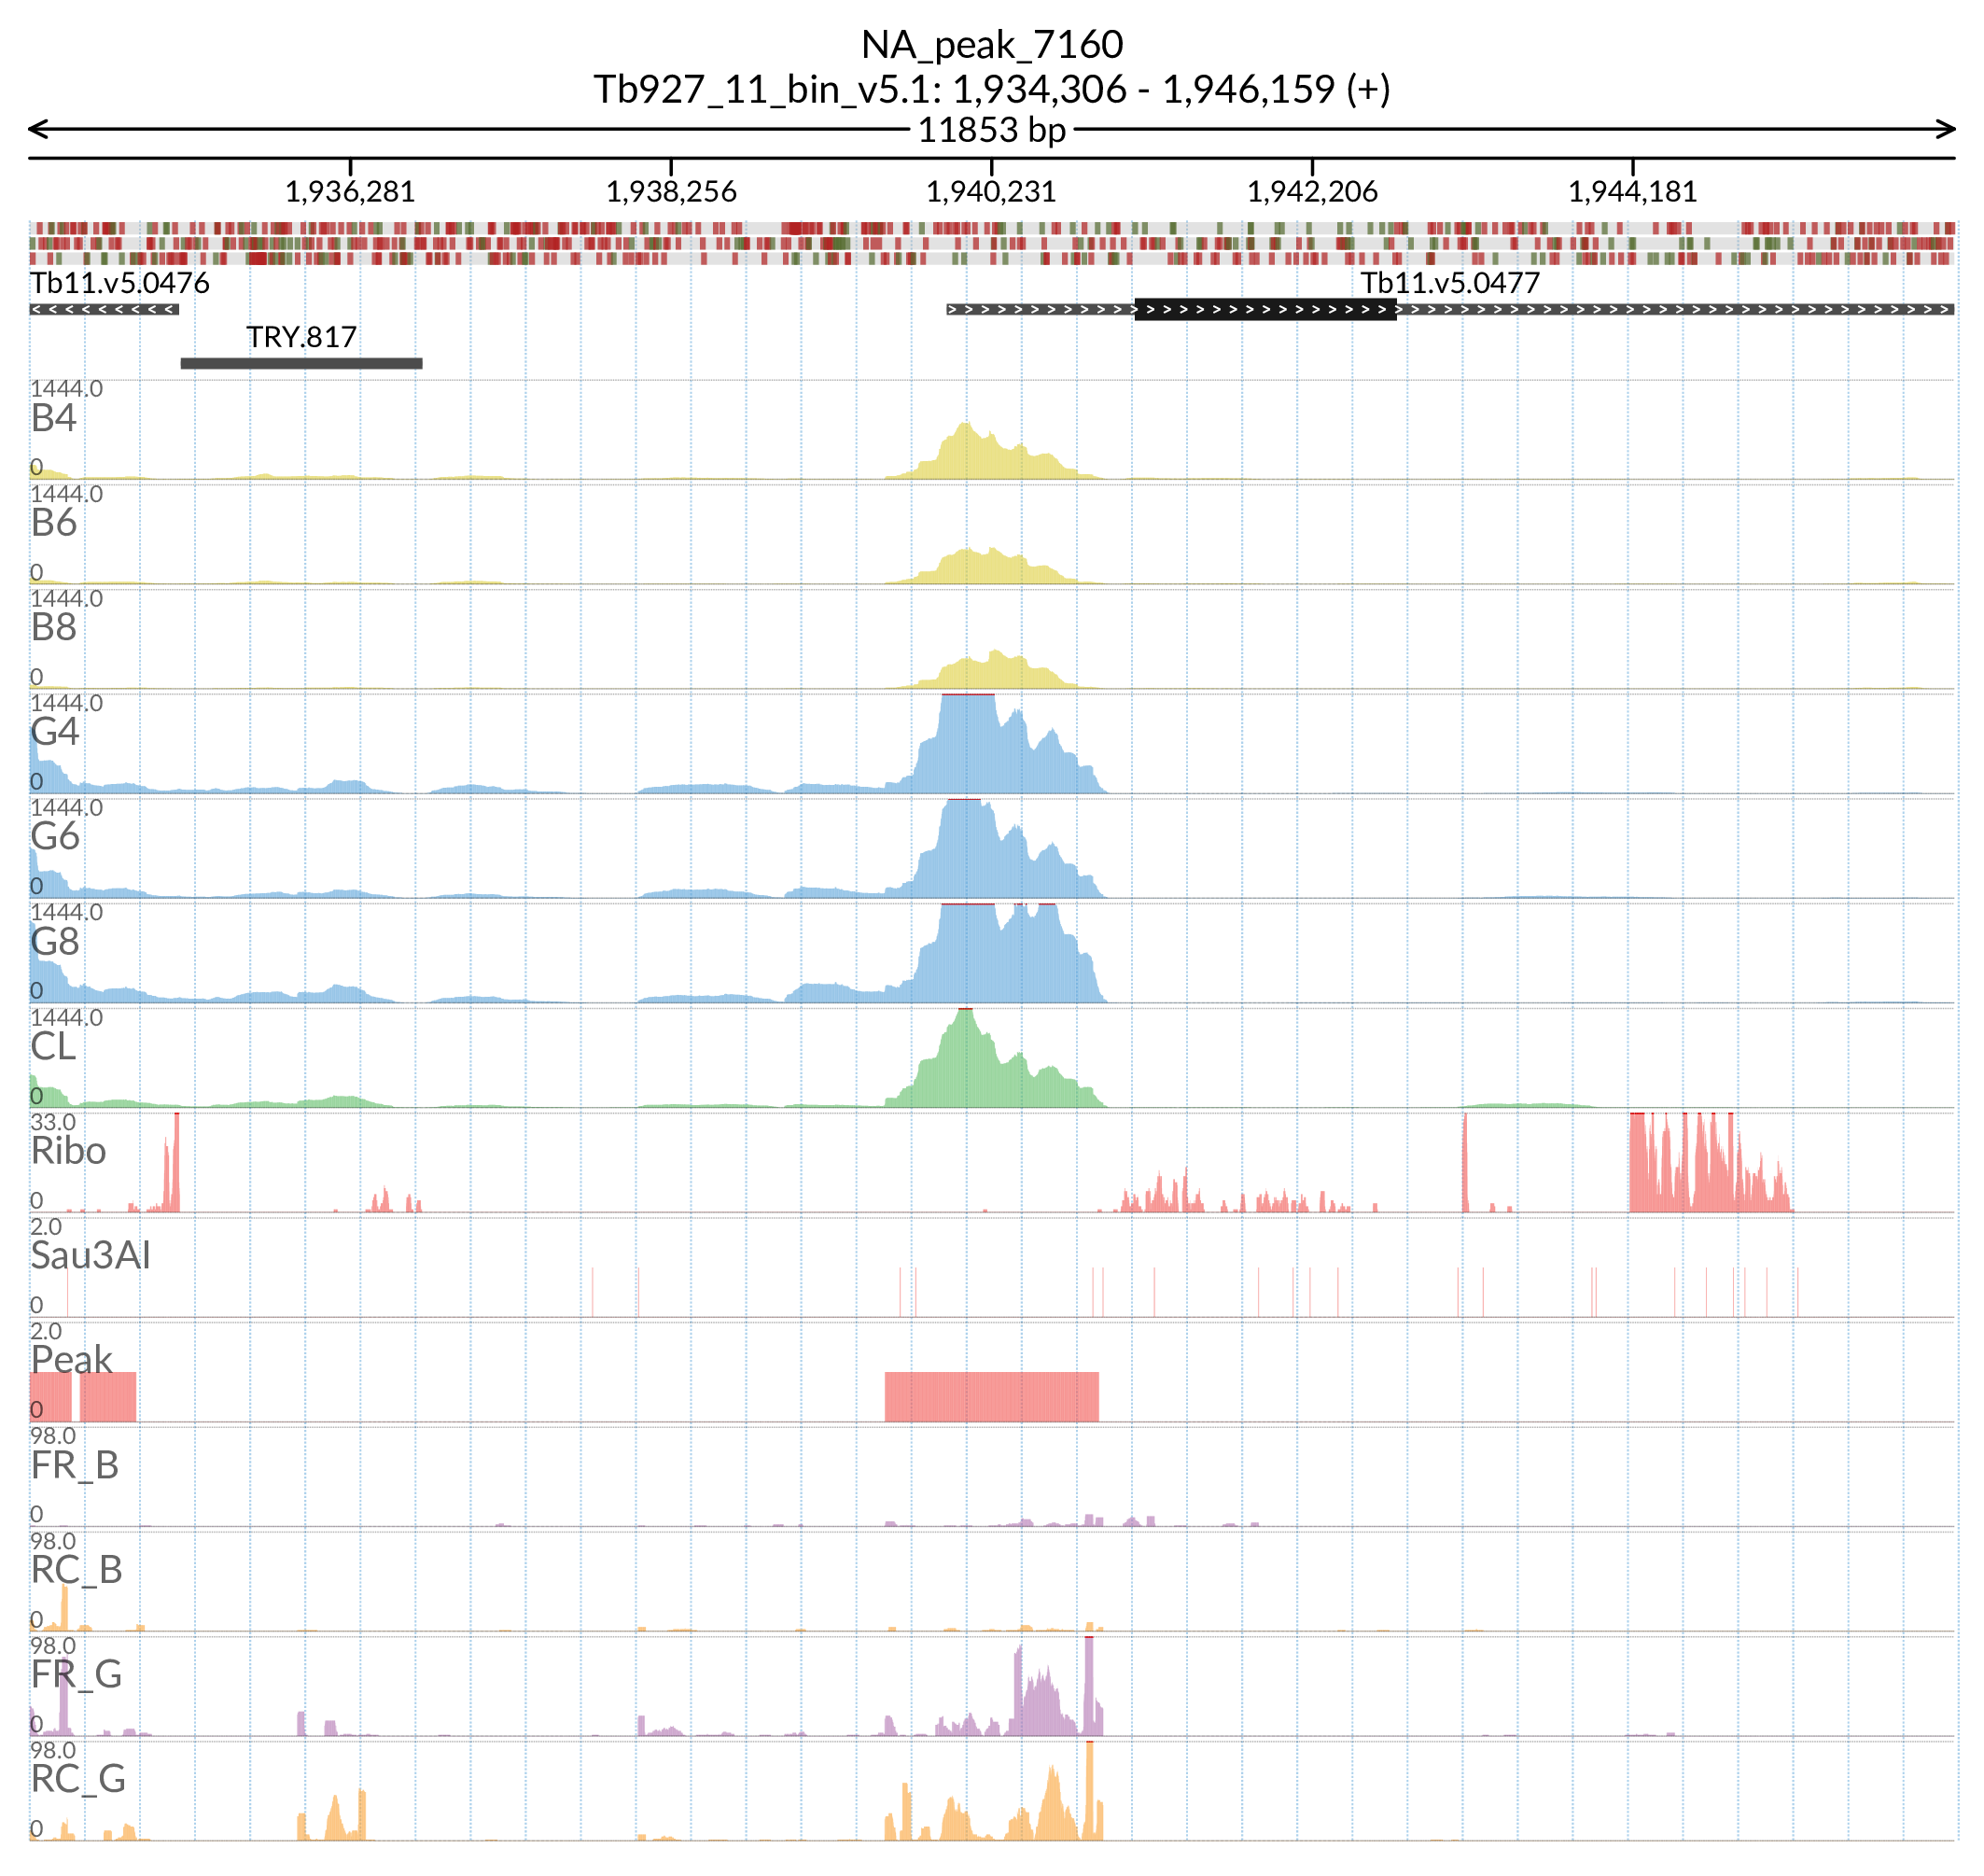 NA_peak_7160
Tb927_11_bin_v5.1: 1,934,306 - 1,946,159 (+)
11853 bp
1,936,281 1,938,256 1,940,231 1,942,206 1,944,181
Tb11.v5.0476 Tb11.v5.0477
TRY.817
1444.0
B4
0
1444.0
B6
0
1444.0
B8
0
1444.0
G4
0
1444.0
G6
0
1444.0
G8
0
1444.0
CL
0
33.0
Ribo
0
2.0
Sau3AI
0
2.0
Peak
0
98.0
FR_B
0
98.0
RC_B
0
98.0
FR_G
0
98.0
RC_G
0